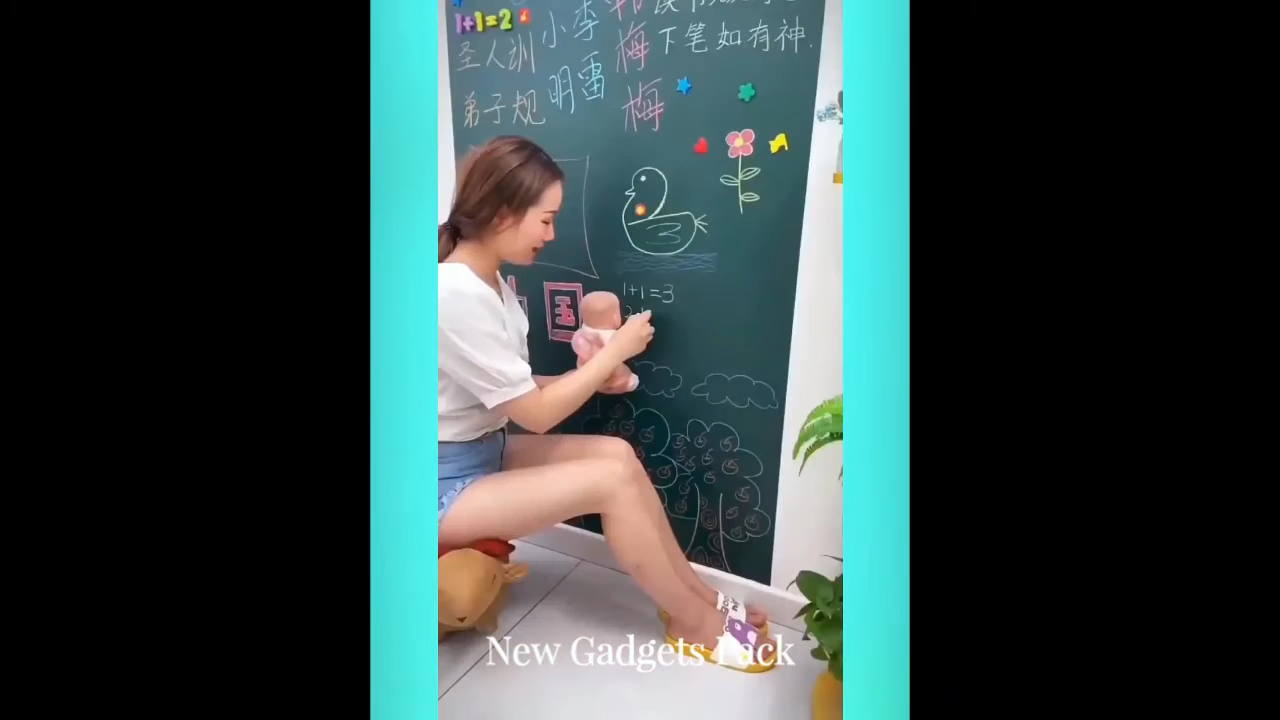 1+1=2
圣人训
弟子规
小明
李雷
韩梅梅
下笔如有神.
1+1=3
New Gadgets Pack